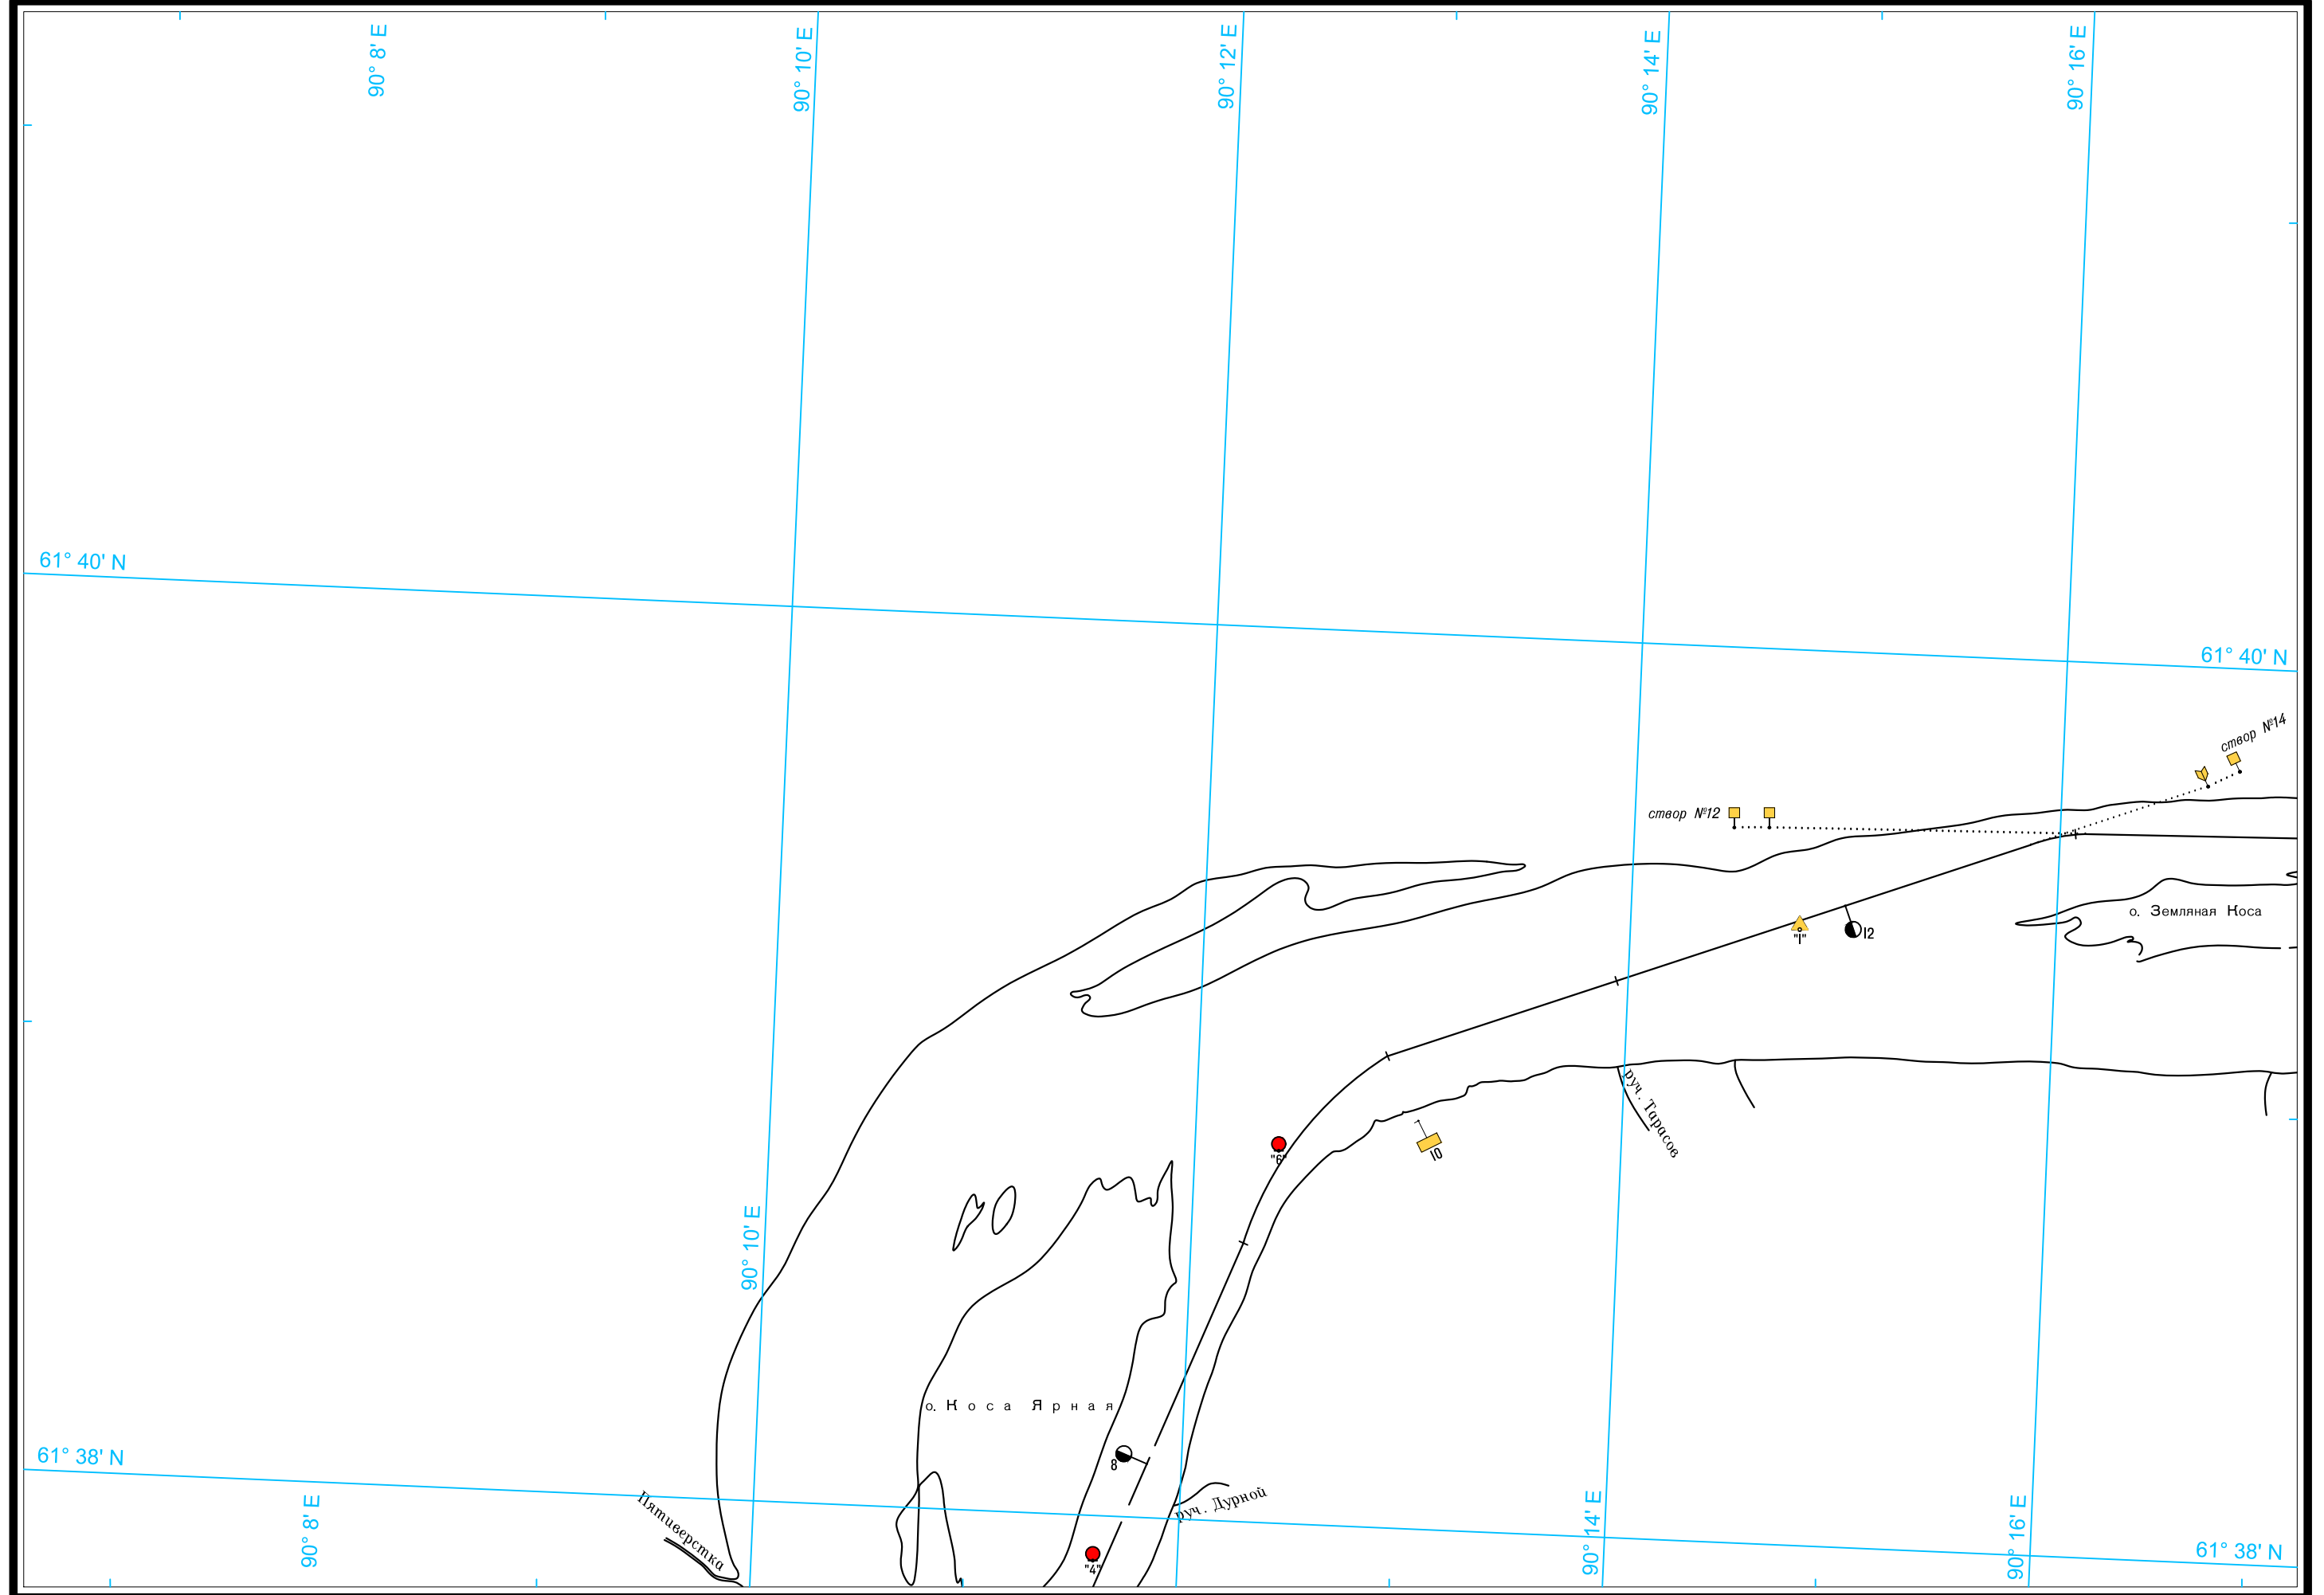 90° 8' E
90° 10' E
90° 12' E
90° 14' E
90° 16' E
61° 40' N
61° 40' N
створ №14
створ №12
о. Земляная Коса
"1"
12
руч. Тарасов
"6"
10
90° 10' E
о. Коса Ярная
8
61° 38' N
Пятиверстка
руч. Дурной
90° 8' E
90° 14' E
90° 16' E
61° 38' N
"4"